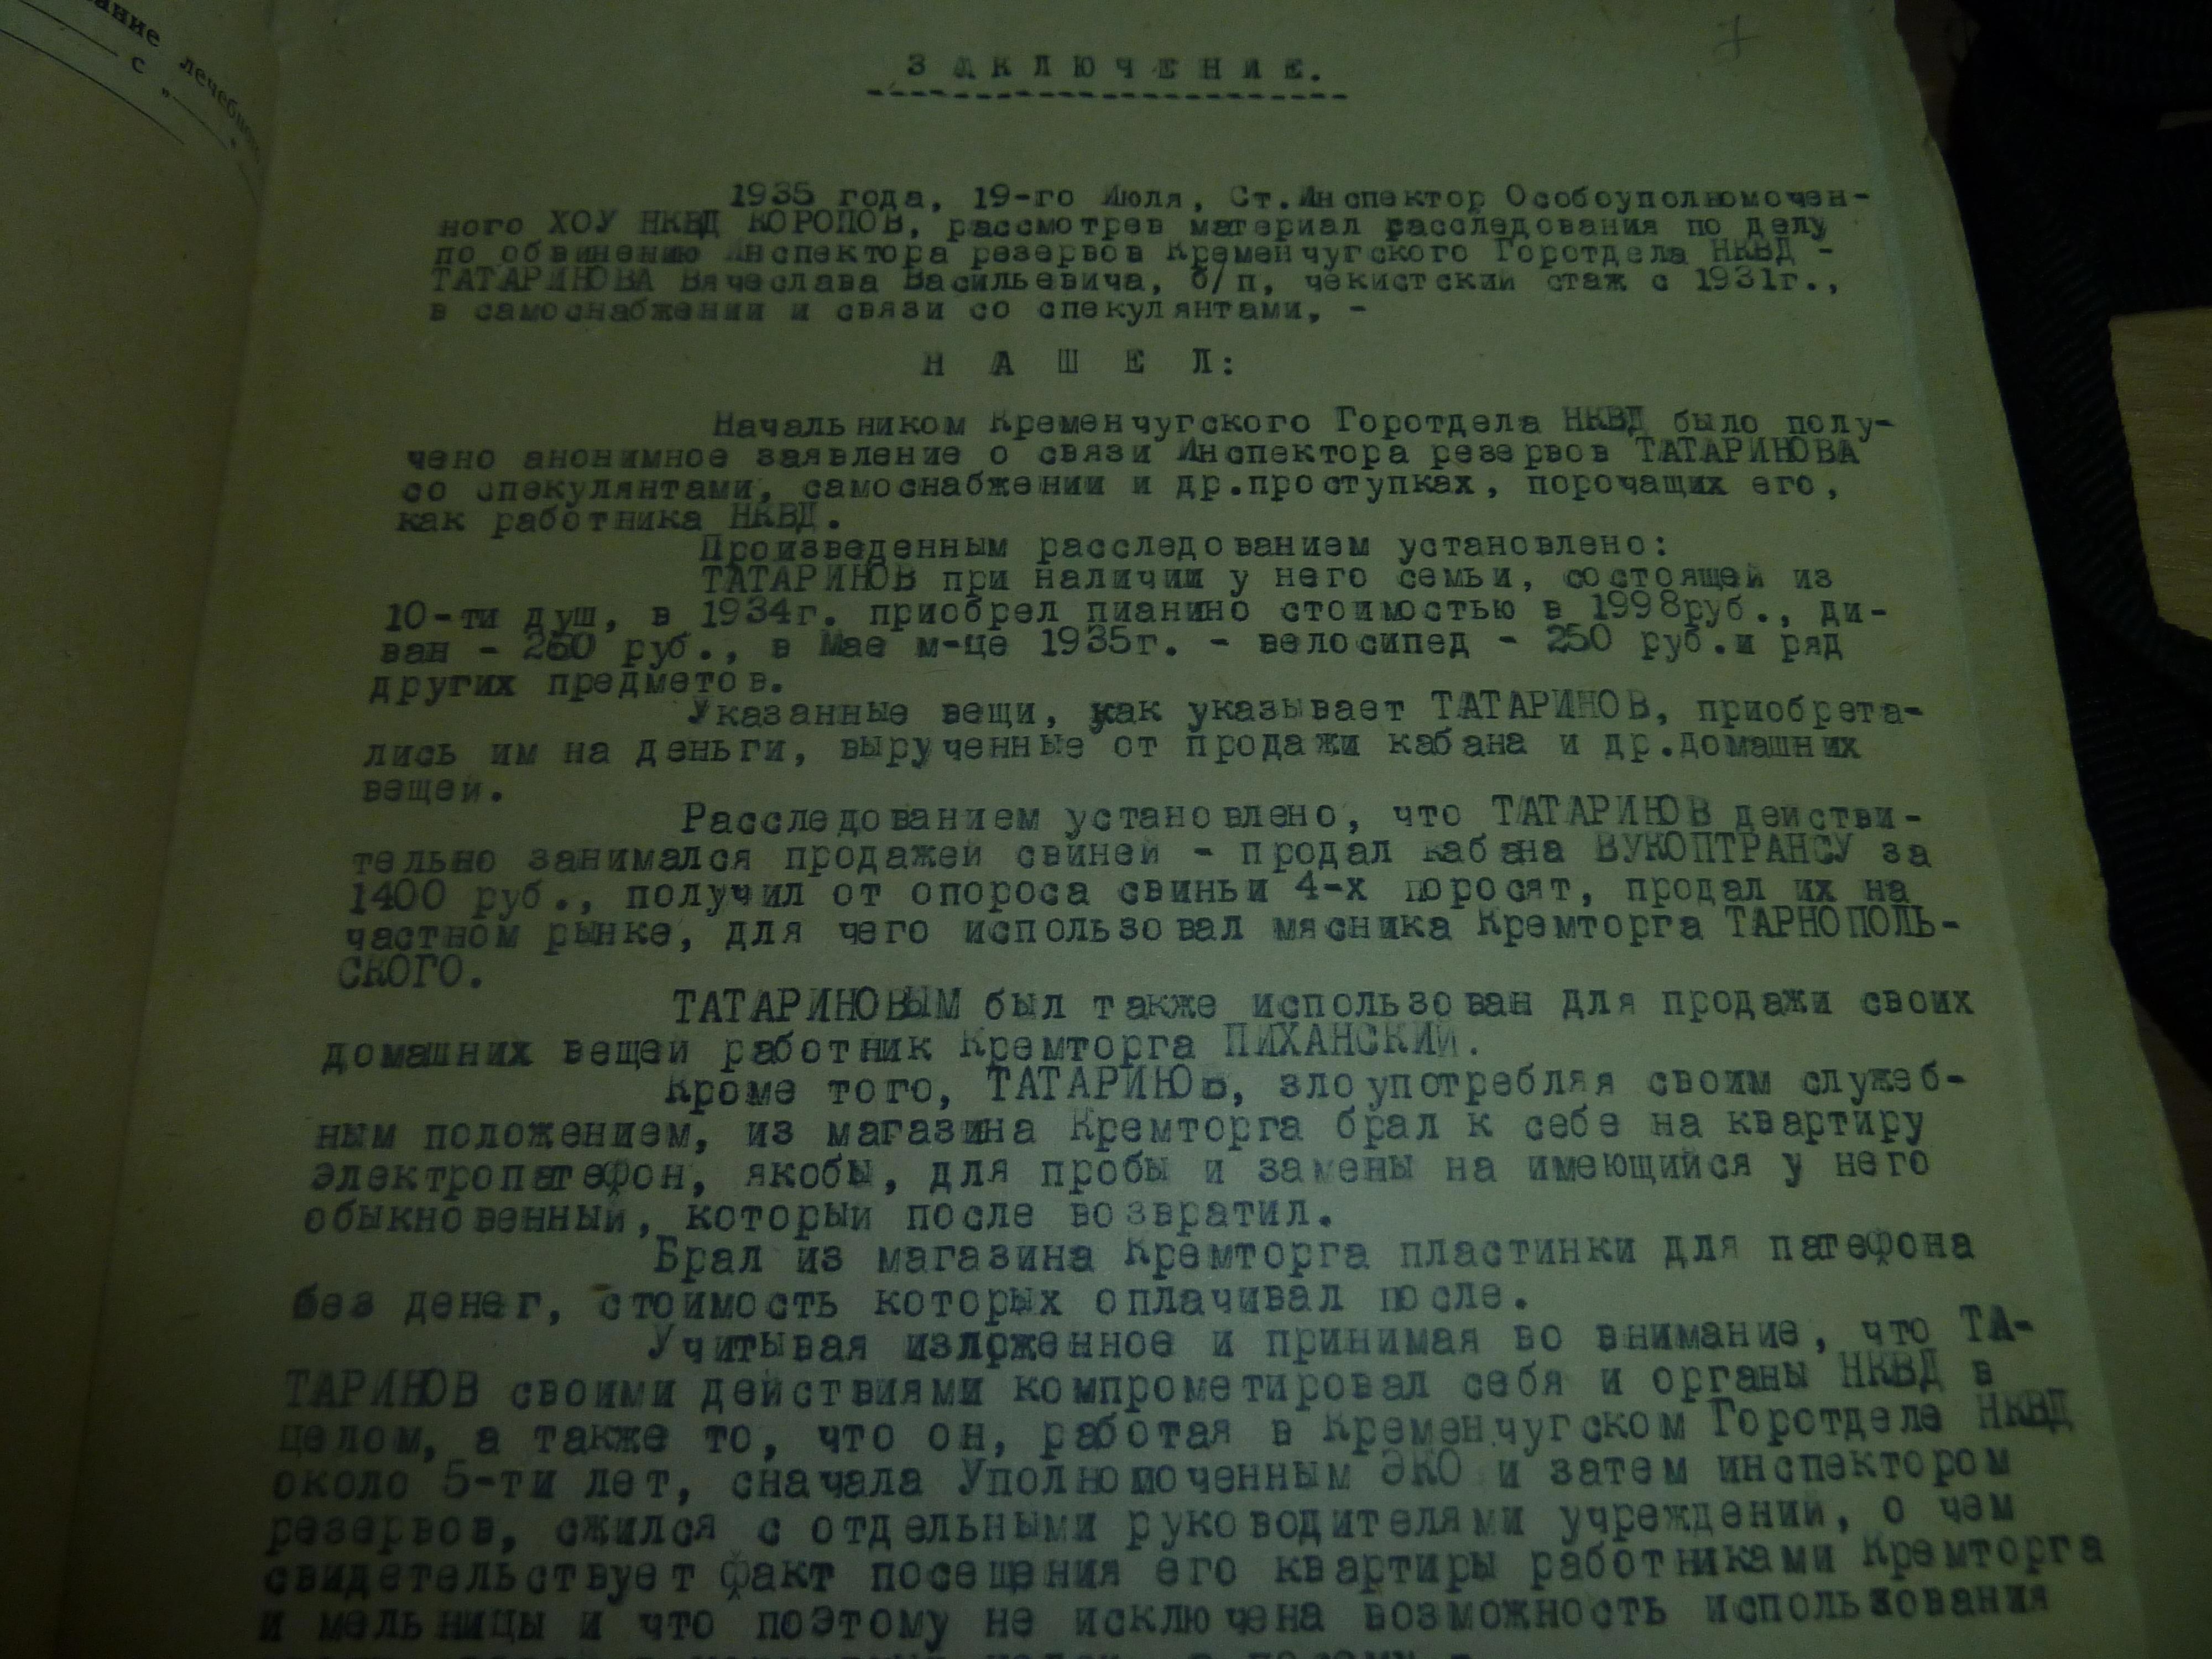 ание лечебно
с "
7
ЗАКЛЮЧЕНИЕ.
1935 года, 19-го Июля, Ст.Инспектор Особоуполномочен-
ного ХОУ НКВД КОРОПОВ, рассмотрев материал расследования по делу
по обвинению Инспектора резервов Кременчугского Горотдела НКВД -
ТАТАРИНОВА Вячеслава Васильевича, б/п, чекистский стаж с 1931г.,
в самоснабжении и связи со спекулянтами, -
НАШЕЛ:
Начальником Кременчугского Горотдела НКВД было полу-
чено анонимное заявление о связи Инспектора резервов ТАТАРИНОВА
со спекулянтами, самоснабжении и др.проступках, порочащих его,
как работника НКВД.
Произведенным расследованием установлено:
ТАТАРИНОВ при наличии у него семьи, состоящей из
10-ти душ, в 1934г. приобрел пианино стоимостью в 1998руб., ди-
ван - 250 руб., в Мае м-це 1935г. - велосипед - 250 руб.и ряд
других предметов.
Указанные вещи, как указывает ТАТАРИНОВ, приобрета-
лись им на деньги, вырученные от продажи кабана и др.домашних
вещей.
Расследованием установлено, что ТАТАРИНОВ действи-
тельно занимался продажей свиней - продал кабана ВУКОПТРАНСУ за
1400 руб., получил от опороса свиньи 4-х поросят, продал их на
частном рынке, для чего использовал мясника Кремторга ТАРНОПОЛЬ-
СКОГО.
ТАТАРИНОВЫМ был также использован для продажи своих
домашних вещей работник Кремторга ПИХАНСКИЙ.
Кроме того, ТАТАРИНОВ, злоупотребляя своим служеб-
ным положением, из магазина Кремторга брал к себе на квартиру
электропатефон, якобы, для пробы и замены на имеющийся у него
обыкновенный, который после возвратил.
Брал из магазина Кремторга пластинки для патефона
без денег, стоимость которых оплачивал после.
Учитывая изложенное и принимая во внимание, что ТА-
ТАРИНОВ своими действиями компрометировал себя и органы НКВД в
целом, а также то, что он, работая в Кременчугском Горотделе НКВД
около 5-ти лет, сначала Уполномоченным ЭКО и затем инспектором
резервов, сжился с отдельными руководителями учреждений, о чем
свидетельствует факт посещения его квартиры работниками Кремторга
и мельницы и что поэтому не исключена возможность использования